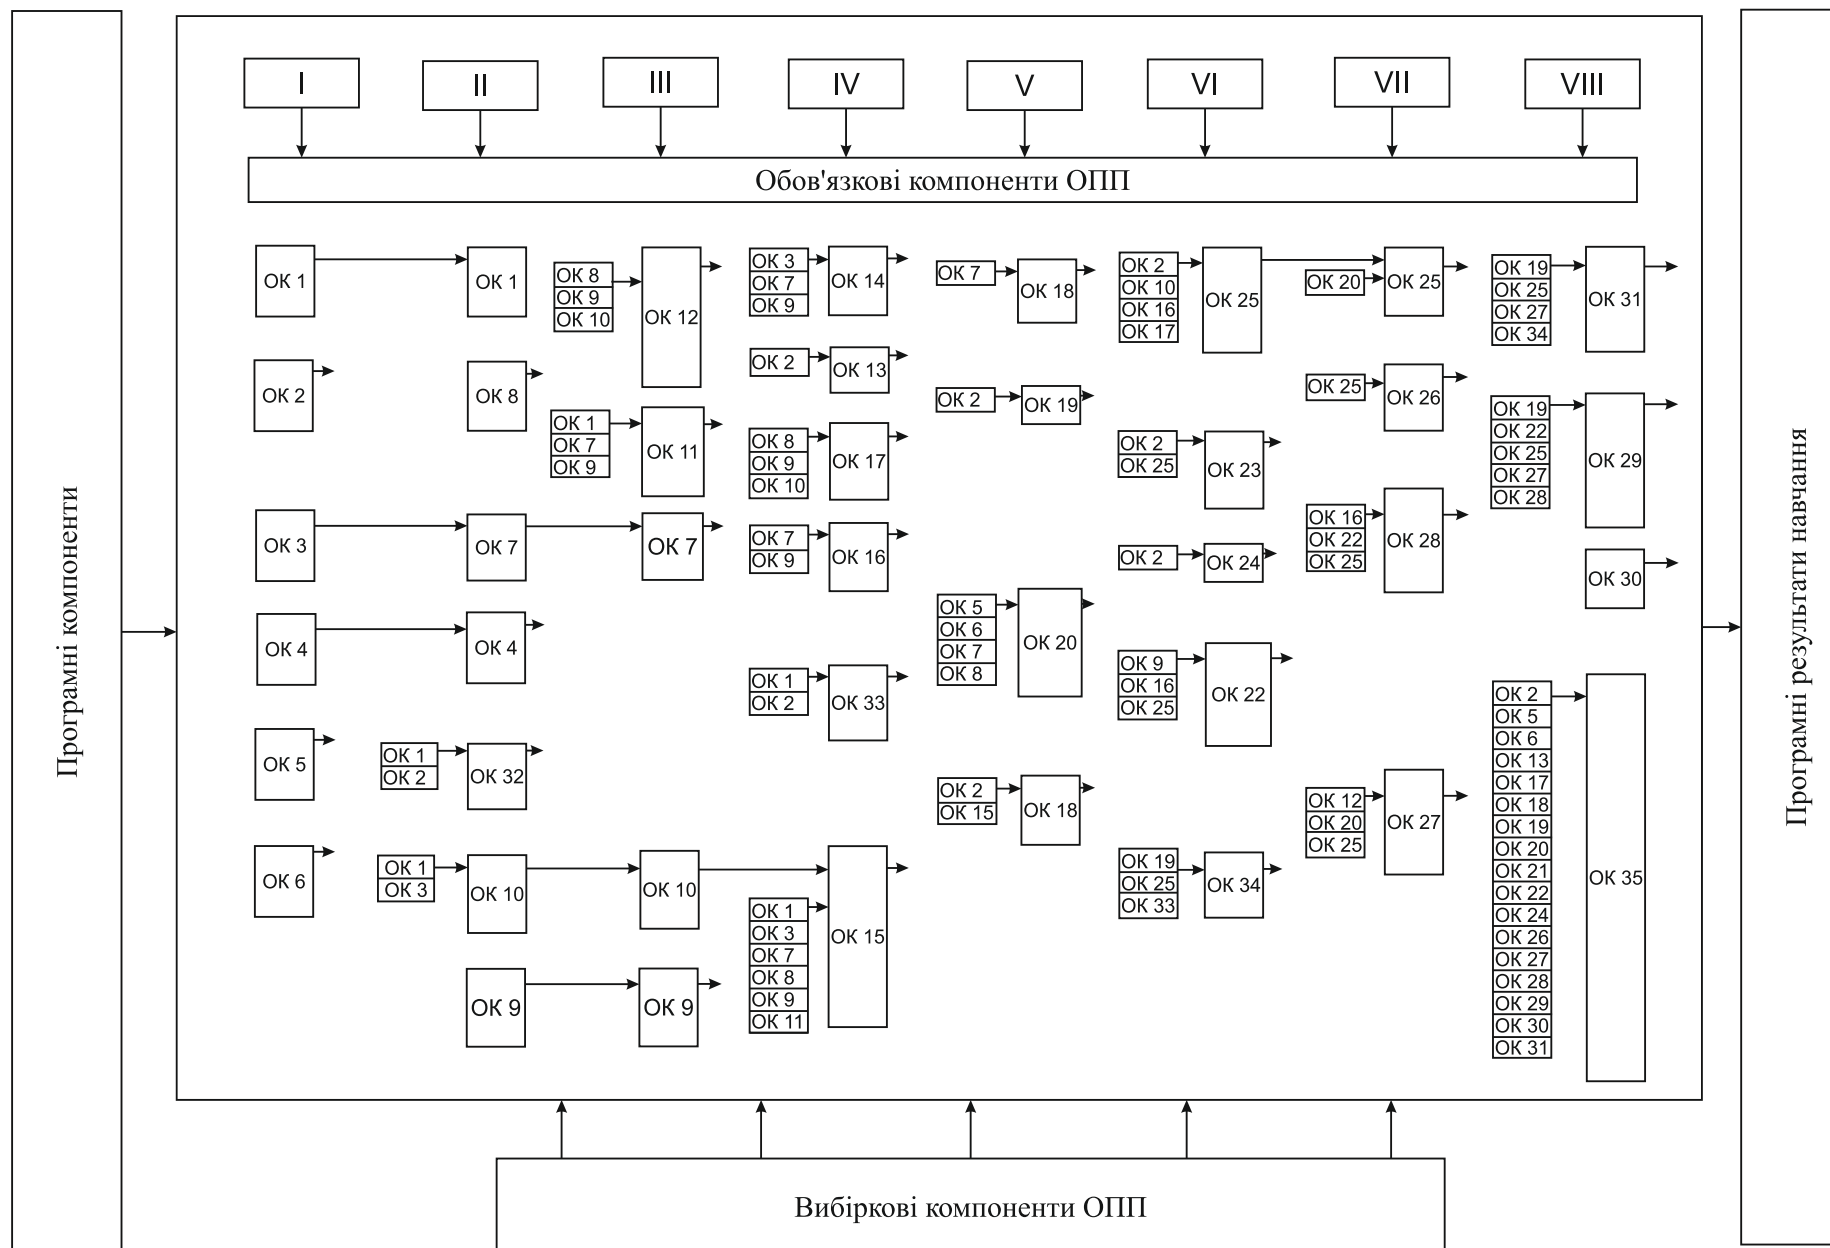 Програмні компоненти
I
II
III
IV
V
VI
VII
VIII
Обов'язкові компоненти ОПП
ОК 1
ОК 2
ОК 3
ОК 4
ОК 5
ОК 6
ОК 1
ОК 8
ОК 7
ОК 4
ОК 1
ОК 2
ОК 32
ОК 1
ОК 3
ОК 10
ОК 9
ОК 8
ОК 9
ОК 10
ОК 12
ОК 1
ОК 7
ОК 9
ОК 11
ОК 7
ОК 10
ОК 9
ОК 3
ОК 7
ОК 9
ОК 14
ОК 2
ОК 13
ОК 8
ОК 9
ОК 10
ОК 17
ОК 7
ОК 9
ОК 16
ОК 1
ОК 2
ОК 33
ОК 1
ОК 3
ОК 7
ОК 8
ОК 9
ОК 11
ОК 15
ОК 7
ОК 18
ОК 2
ОК 19
ОК 5
ОК 6
ОК 7
ОК 8
ОК 20
ОК 2
ОК 15
ОК 18
ОК 2
ОК 10
ОК 16
ОК 17
ОК 25
ОК 2
ОК 25
ОК 23
ОК 2
ОК 24
ОК 9
ОК 16
ОК 25
ОК 22
ОК 19
ОК 25
ОК 33
ОК 34
ОК 20
ОК 25
ОК 25
ОК 26
ОК 16
ОК 22
ОК 25
ОК 28
ОК 12
ОК 20
ОК 25
ОК 27
ОК 19
ОК 25
ОК 27
ОК 34
ОК 31
ОК 19
ОК 22
ОК 25
ОК 27
ОК 28
ОК 29
ОК 30
ОК 2
ОК 5
ОК 6
ОК 13
ОК 17
ОК 18
ОК 19
ОК 20
ОК 21
ОК 22
ОК 24
ОК 26
ОК 27
ОК 28
ОК 29
ОК 30
ОК 31
ОК 35
Вибіркові компоненти ОПП
Програмні результати навчання